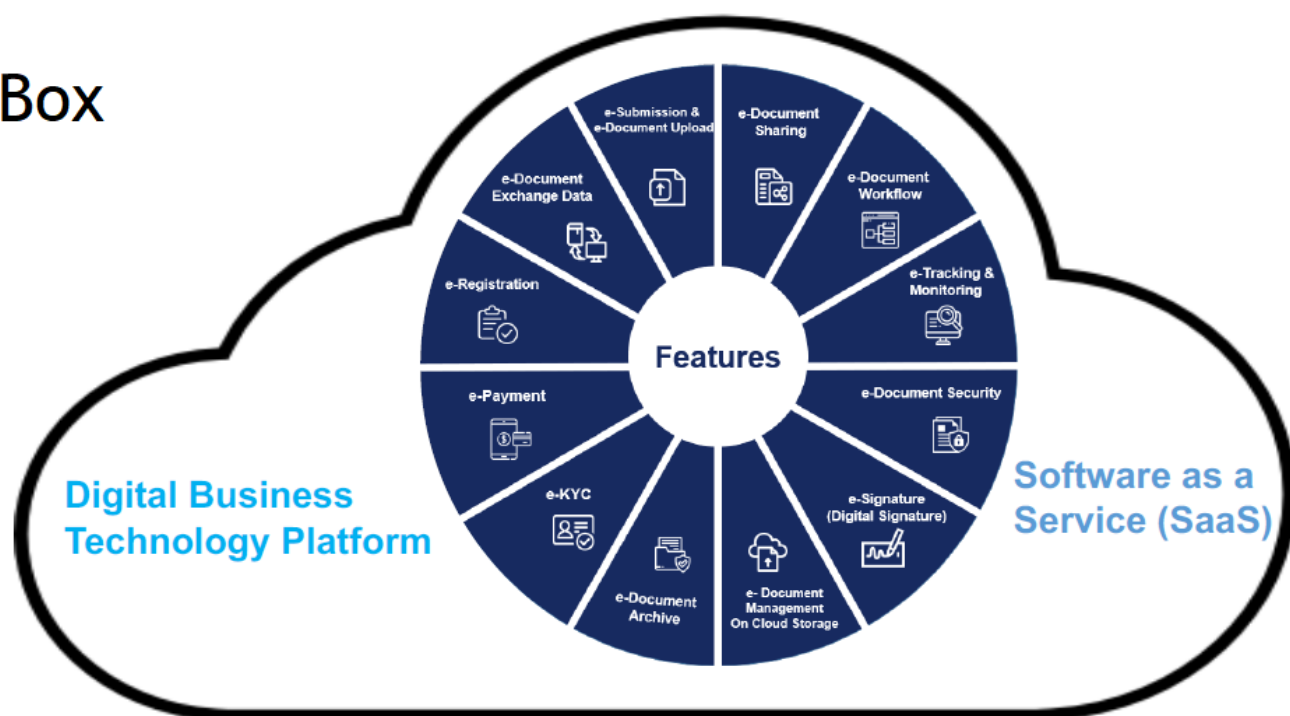 Box
e-Submission &
e-Document Upload
e-Document
Sharing
e-Document
Workflow
e-Tracking &
Monitoring
e-Document Security
e-Signature
(Digital Signature)
e- Document
Management
On Cloud Storage
e-Document
Archive
e-KYC
e-Payment
e-Registration
e-Document
Exchange Data
Features
Digital Business
Technology Platform
Software as a
Service (SaaS)